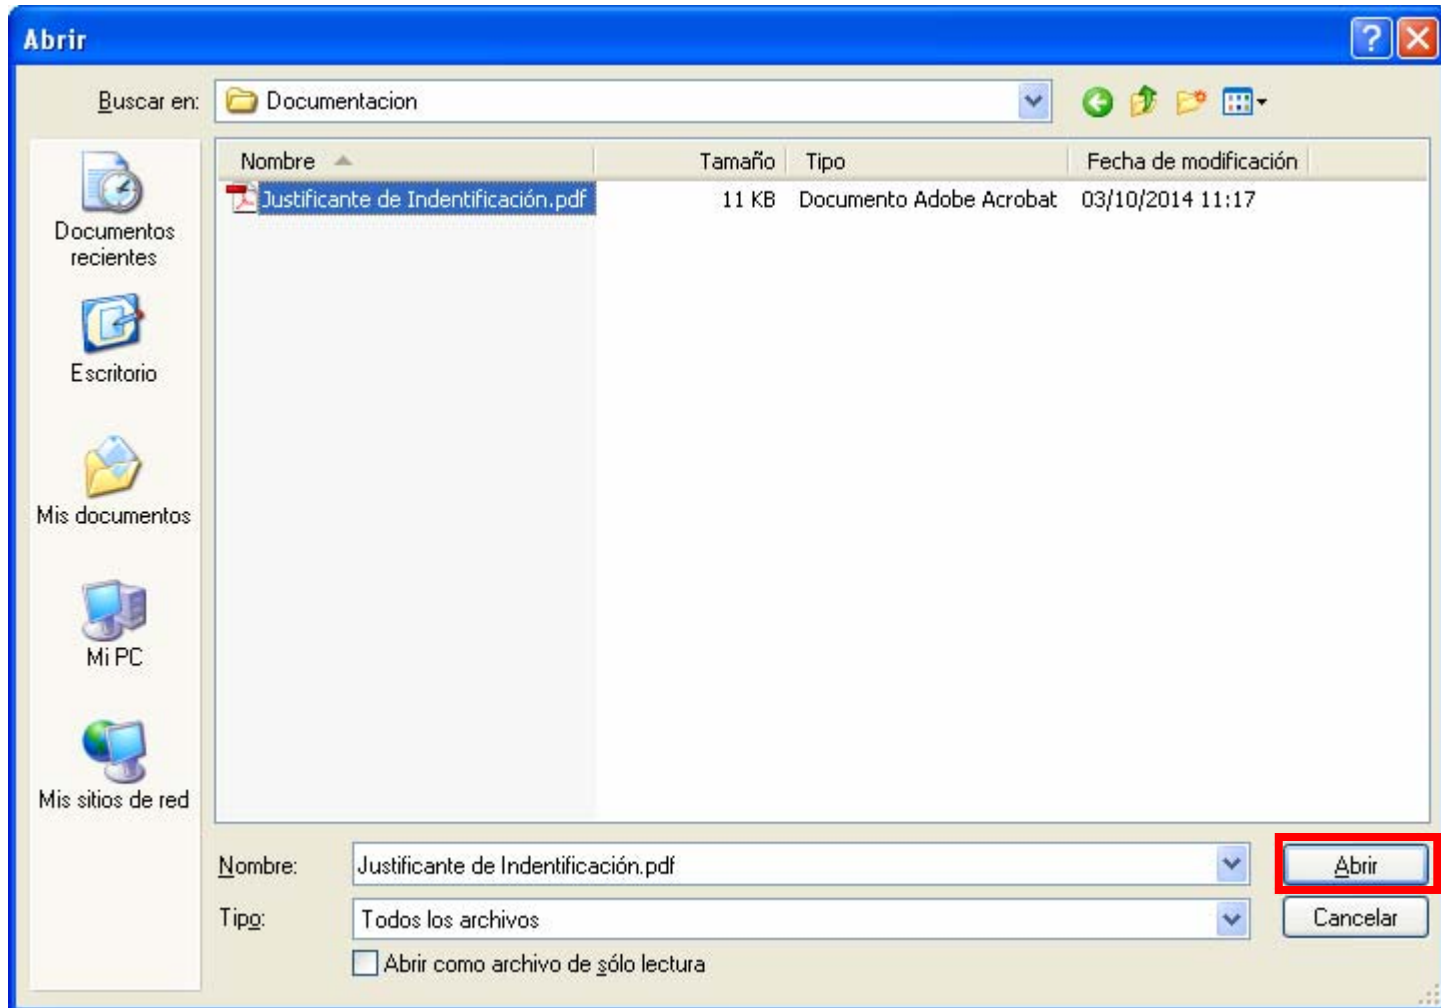 Abrir
Buscar en: Documentacion
Nombre Tamaño Tipo Fecha de modificación
Justificante de Indentificación.pdf 11 KB Documento Adobe Acrobat 03/10/2014 11:17
Documentos
recientes
Escritorio
Mis documentos
Mi PC
Mis sitios de red
Nombre: Justificante de Indentificación.pdf Abrir
Tipo: Todos los archivos Cancelar
Abrir como archivo de sólo lectura